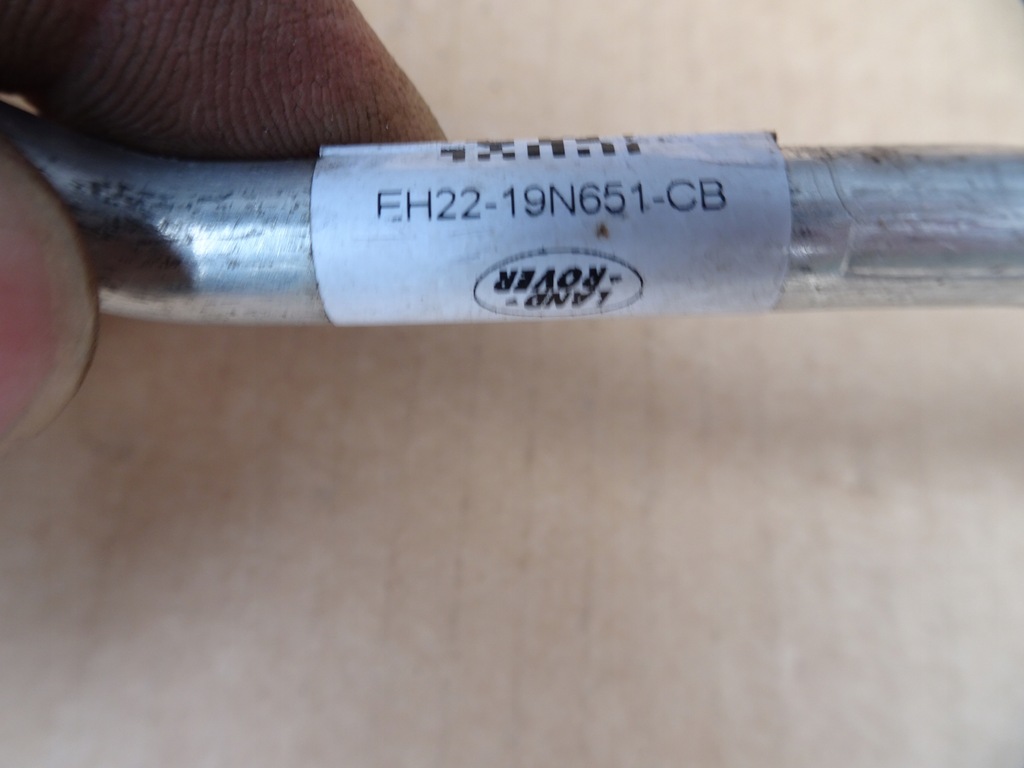 EH22-19N651-CB
LAND-
-ROVER